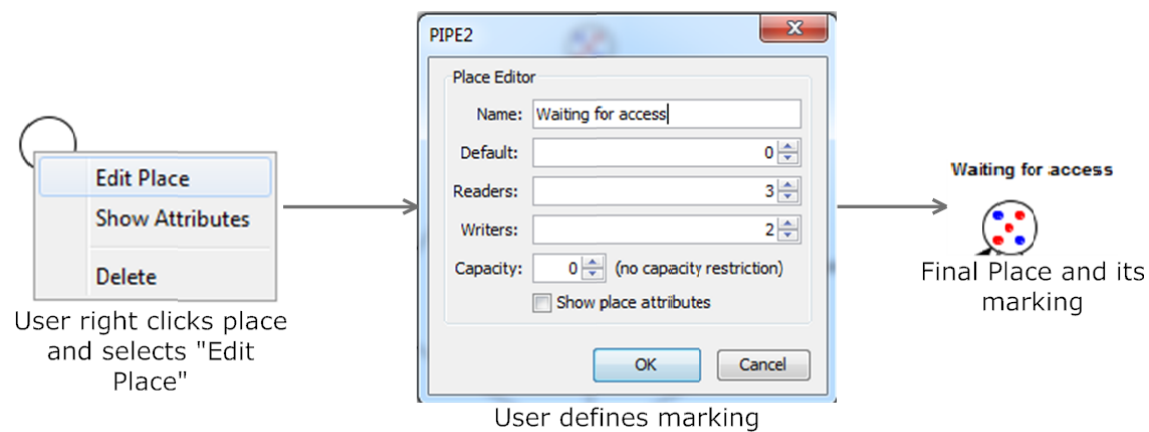 Edit Place
Show Attributes
Delete
User right clicks place
and selects "Edit
Place"
PIPE2
Place Editor
Name: Waiting for access
Default: 0
Readers: 3
Writers: 2
Capacity: 0 (no capacity restriction)
Show place attributes
OK Cancel
User defines marking
Waiting for access
Final Place and its
marking